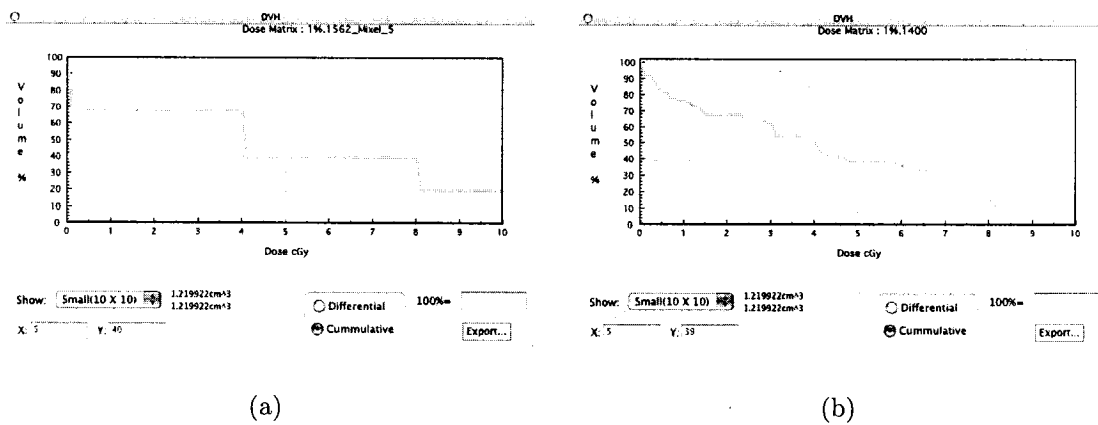 DVH
Dose Matrix : 1%.1562_Mixel_5
100
90
80
70
60
50
40
30
20
10
0
Volume %
0 1 2 3 4 5 6 7 8 9 10
Dose cGy
Show: Small(10 X 10) 1.219922cm^3
1.219922cm^3
Differential 100%=
Cummulative
X: 5 Y: 40 Export...
(a)
DVH
Dose Matrix : 1%.1400
100
90
80
70
60
50
40
30
20
10
0
Volume %
0 1 2 3 4 5 6 7 8 9 10
Dose cGy
Show: Small(10 X 10) 1.219922cm^3
1.219922cm^3
Differential 100%=
Cummulative
X: 5 Y: 39 Export...
(b)